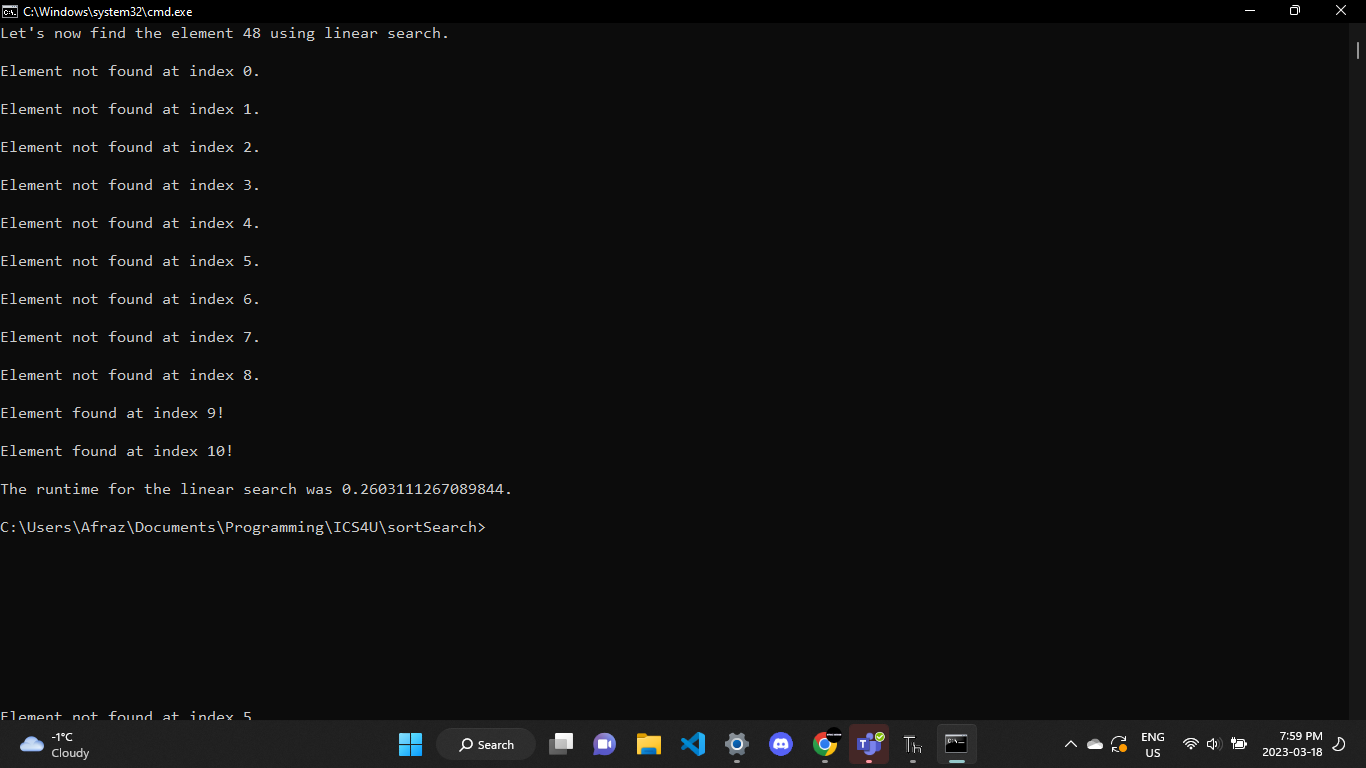 C:\Windows\system32\cmd.exe
Let's now find the element 48 using linear search.
Element not found at index 0.
Element not found at index 1.
Element not found at index 2.
Element not found at index 3.
Element not found at index 4.
Element not found at index 5.
Element not found at index 6.
Element not found at index 7.
Element not found at index 8.
Element found at index 9!
Element found at index 10!
The runtime for the linear search was 0.2603111267089844.
C:\Users\Afraz\Documents\Programming\ICS4U\sortSearch>
Element not found at index 5
-1°C
Cloudy
Search
ENG
US
7:59 PM
2023-03-18